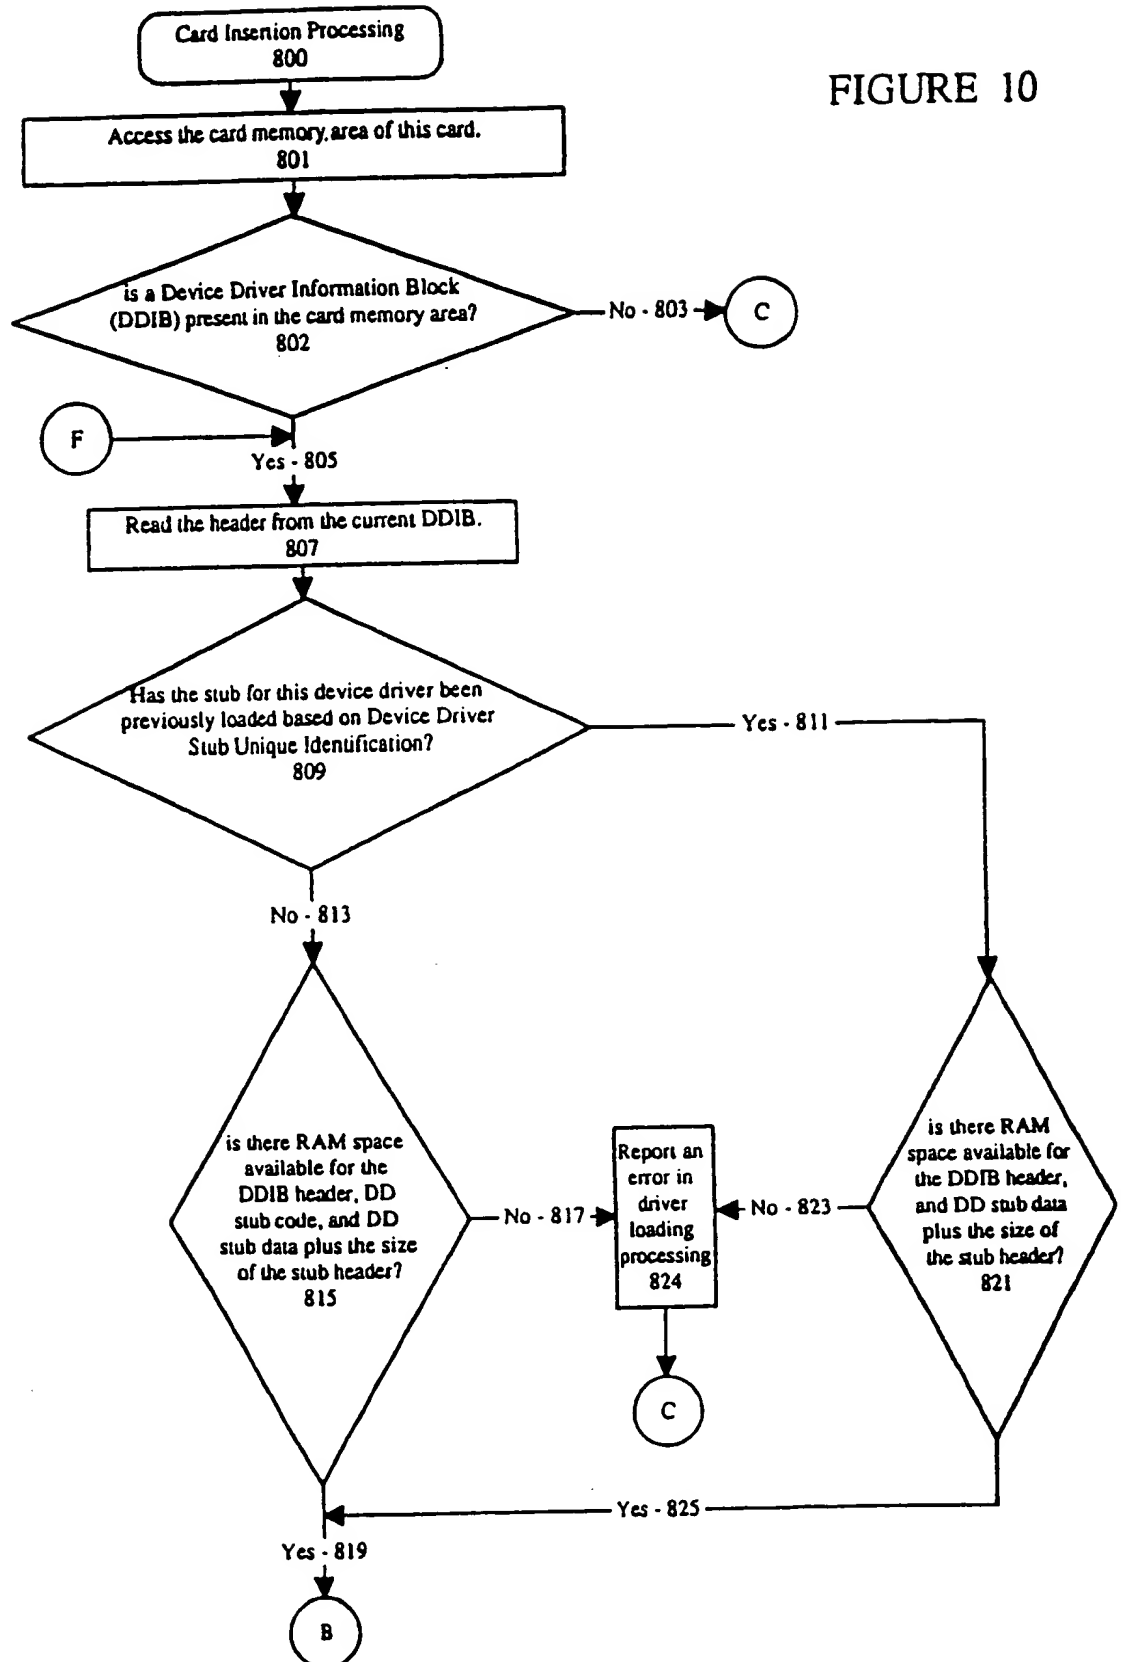 Card Insertion Processing
800
FIGURE 10
Access the card memory area of this card.
801
is a Device Driver Information Block
(DDIB) present in the card memory area?
802
No - 803
C
F
Yes - 805
Read the header from the current DDIB.
807
Has the stub for this device driver been
previously loaded based on Device Driver
Stub Unique Identification?
809
Yes - 811
No - 813
is there RAM space
available for the
DDIB header, DD
stub code, and DD
stub data plus the size
of the stub header?
815
No - 817
Report an
error in
driver
loading
processing
824
No - 823
is there RAM
space available for
the DDIB header,
and DD stub data
plus the size of
the stub header?
821
C
Yes - 825
Yes - 819
B